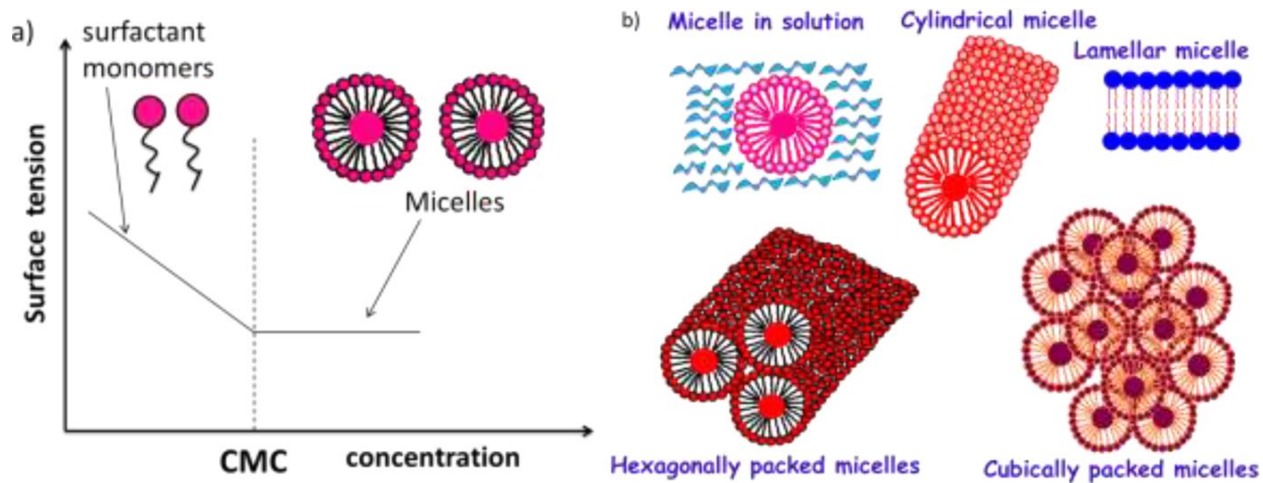 a)
surfactant
monomers
Micelles
Surface tension
CMC
concentration
b)
Micelle in solution
Cylindrical micelle
Lamellar micelle
Hexagonally packed micelles
Cubically packed micelles